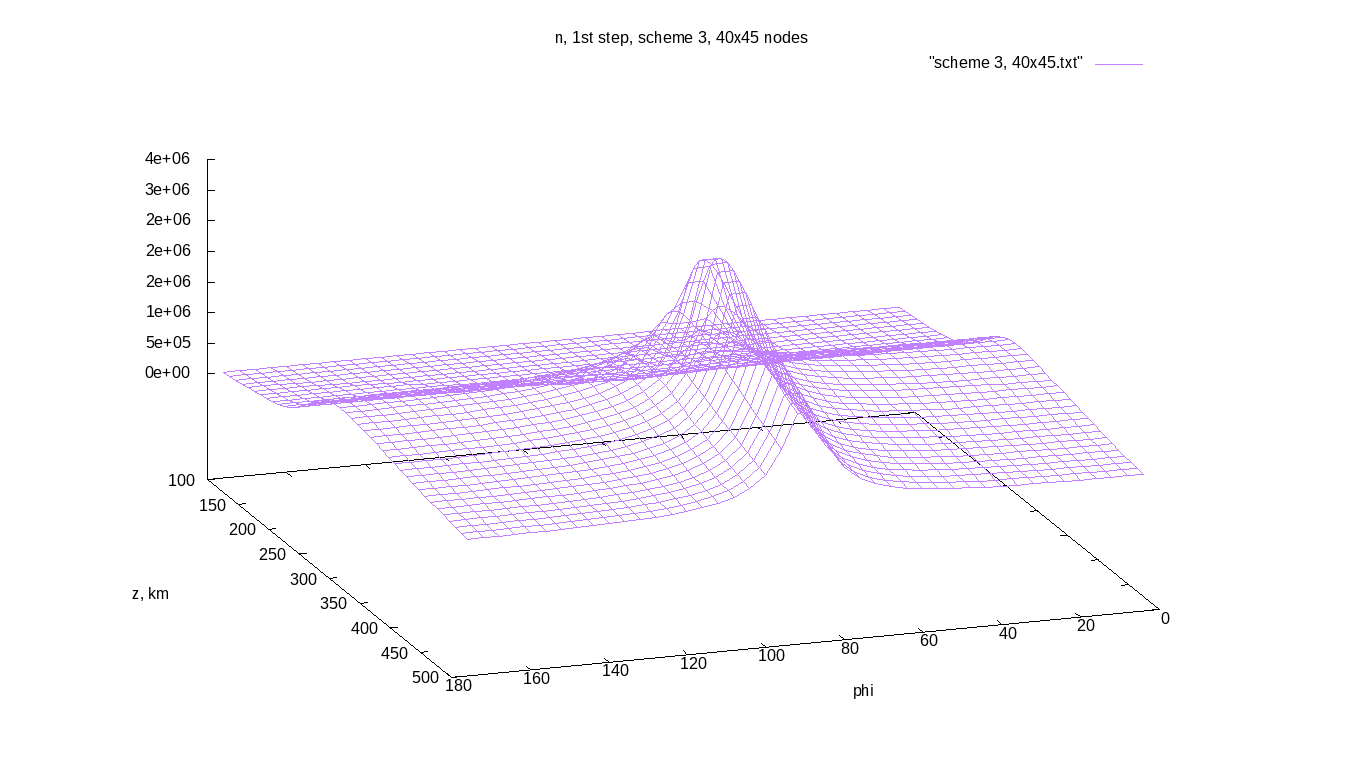 n, 1st step, scheme 3, 40x45 nodes
"scheme 3, 40x45.txt"
4e+06
3e+06
2e+06
2e+06
2e+06
1e+06
5e+05
0e+00
100
150
200
250
300
350
400
450
500
z, km
180
160
140
120
100
80
60
40
20
0
phi